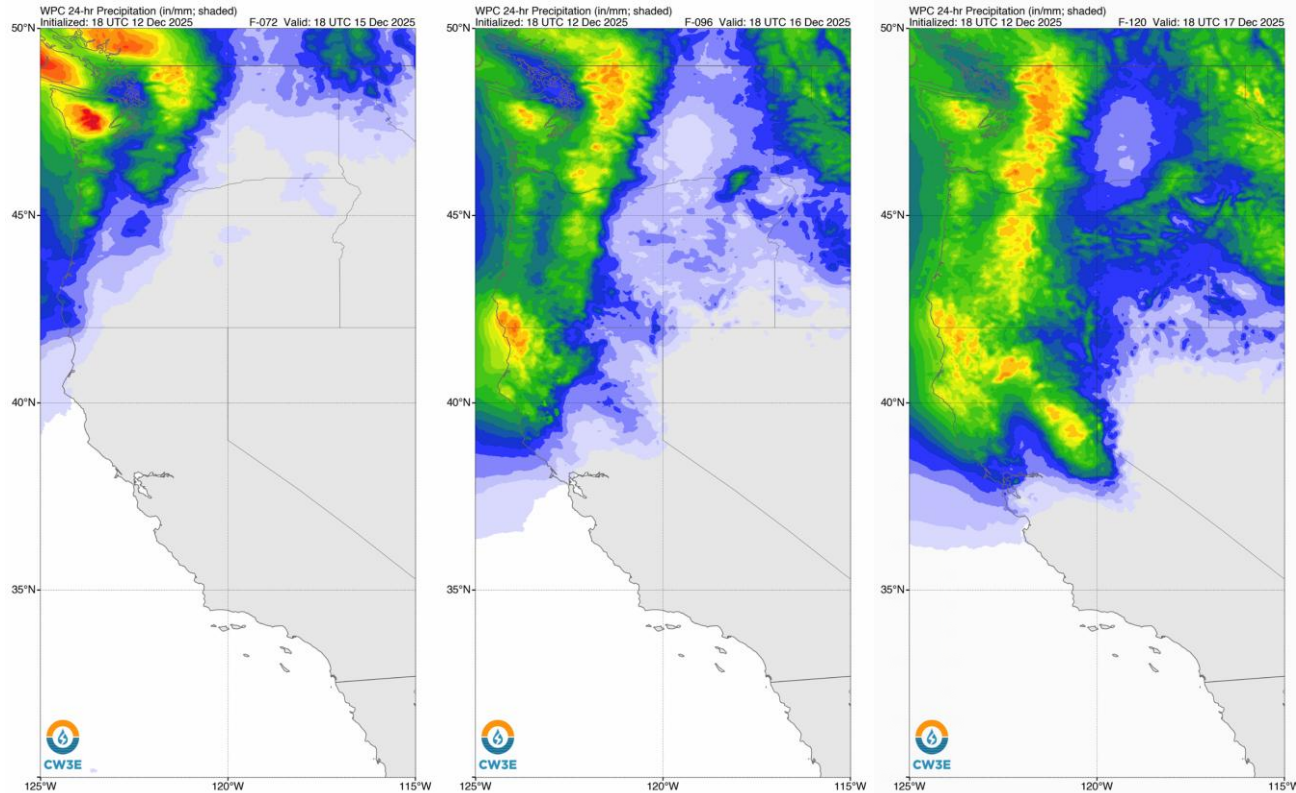 WPC 24-hr Precipitation (in/mm; shaded)
Initialized: 18 UTC 12 Dec 2025 F-072 Valid: 18 UTC 15 Dec 2025
50°N
45°N
40°N
35°N
CW3E
125°W 120°W 115°W
WPC 24-hr Precipitation (in/mm; shaded)
Initialized: 18 UTC 12 Dec 2025 F-096 Valid: 18 UTC 16 Dec 2025
50°N
45°N
40°N
35°N
CW3E
125°W 120°W 115°W
WPC 24-hr Precipitation (in/mm; shaded)
Initialized: 18 UTC 12 Dec 2025 F-120 Valid: 18 UTC 17 Dec 2025
50°N
45°N
40°N
35°N
CW3E
125°W 120°W 115°W